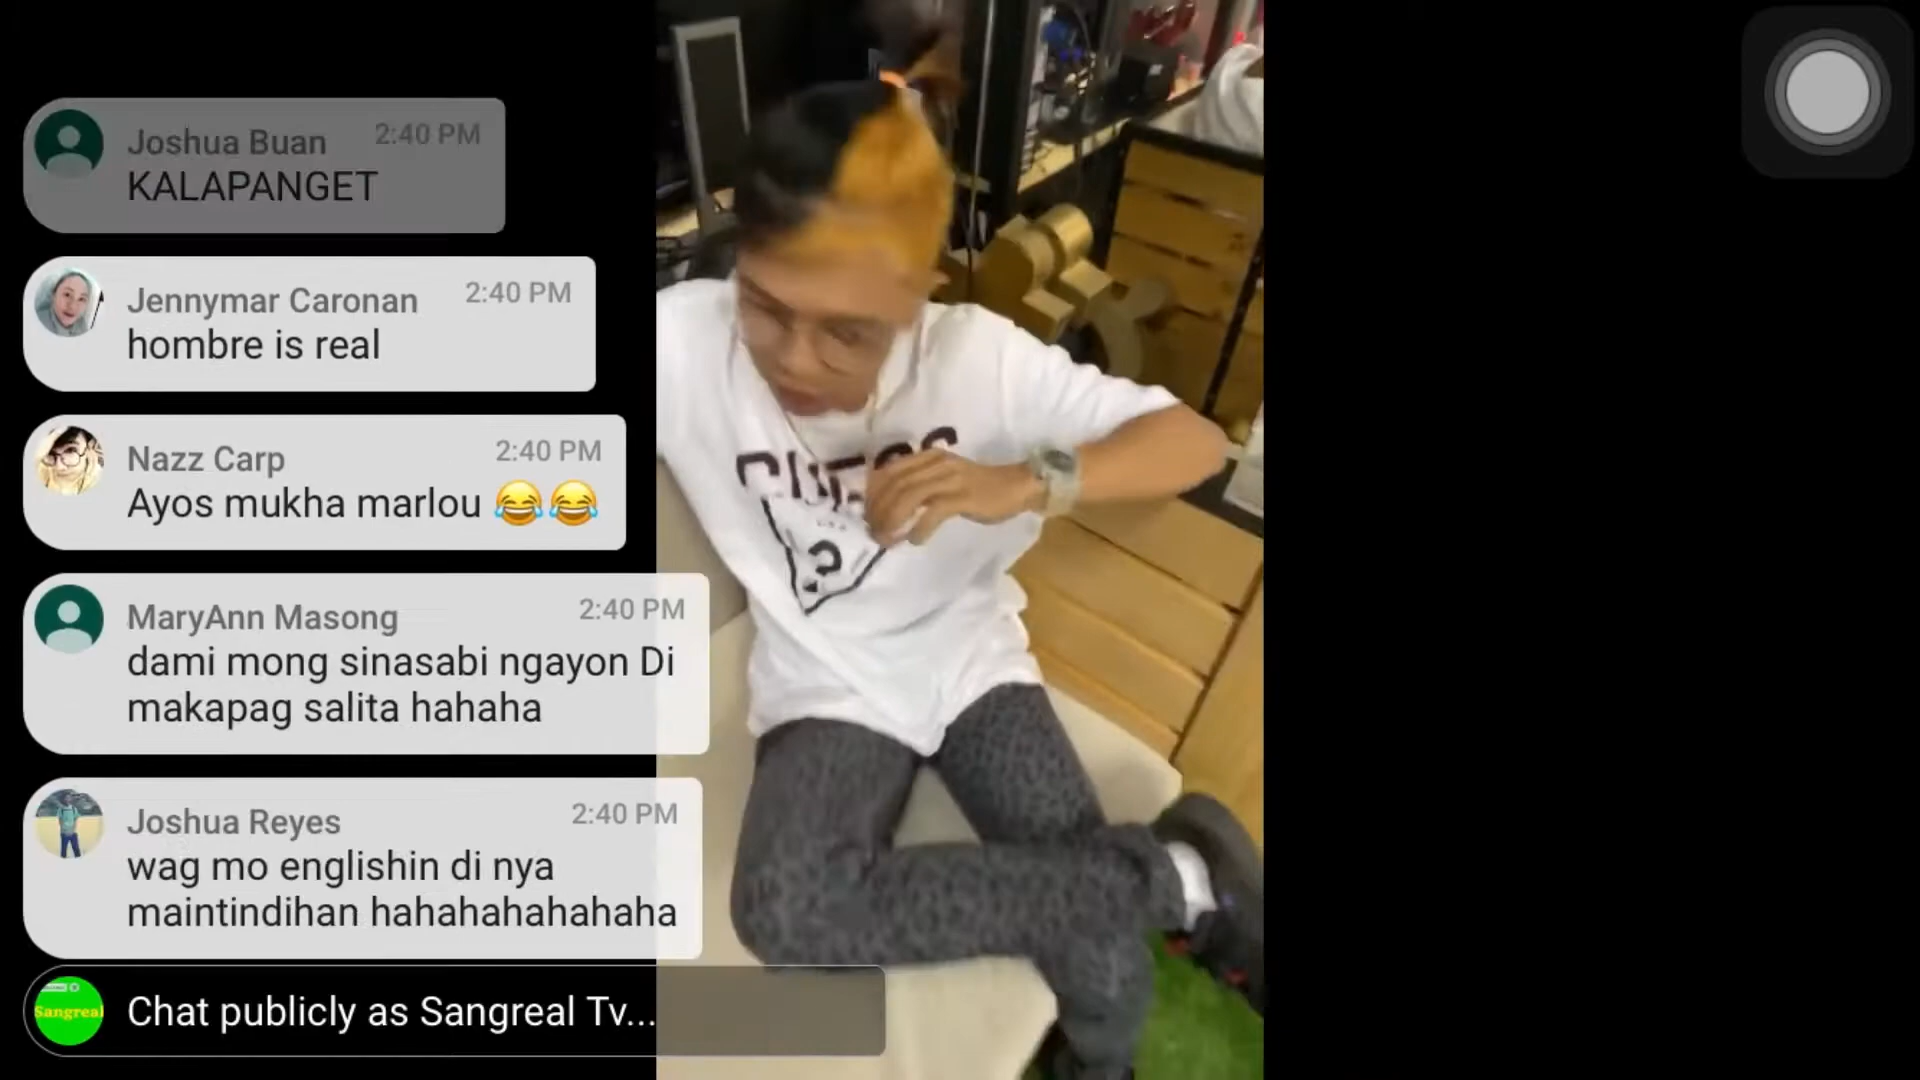 Joshua Buan 2:40 PM
KALAPANGET
Jennymar Caronan 2:40 PM
hombre is real
Nazz Carp 2:40 PM
Ayos mukha marlou 😂😂
MaryAnn Masong 2:40 PM
dami mong sinasabi ngayon Di
makapag salita hahaha
Joshua Reyes 2:40 PM
wag mo englishin di nya
maintindihan hahahahahahaha
Sangreal
Chat publicly as Sangreal Tv...